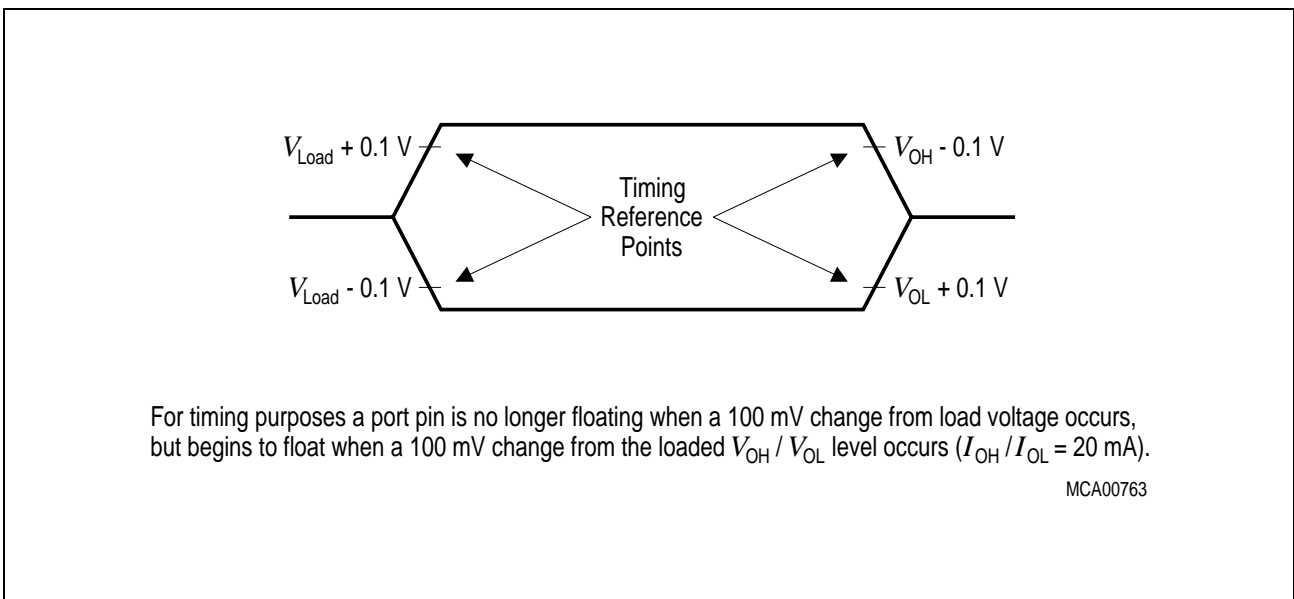 V_Load + 0.1 V
V_OH - 0.1 V
Timing
Reference
Points
V_Load - 0.1 V
V_OL + 0.1 V
For timing purposes a port pin is no longer floating when a 100 mV change from load voltage occurs,
but begins to float when a 100 mV change from the loaded V_OH / V_OL level occurs (I_OH / I_OL = 20 mA).
MCA00763